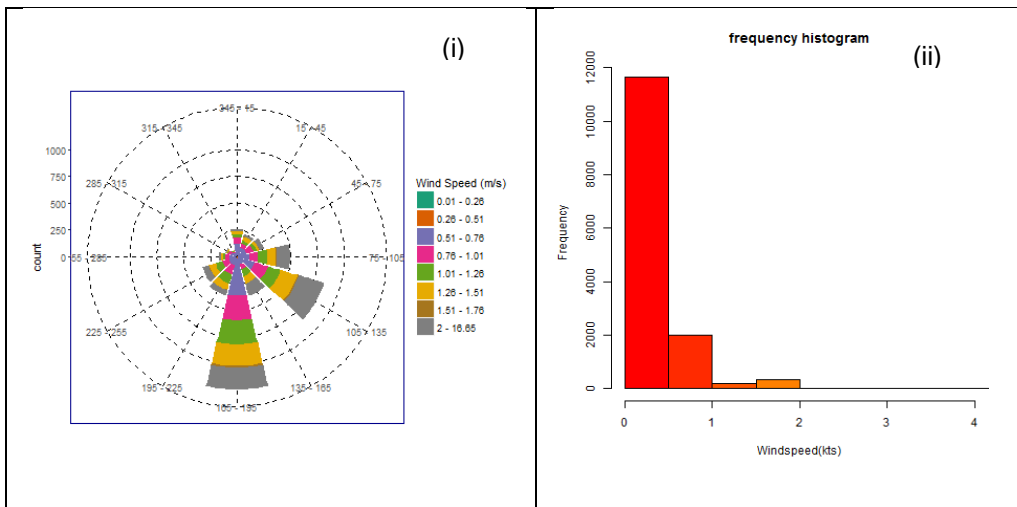 (i)
345 - 15
315 - 345
15 - 45
1000
750
285 - 315
45 - 75
500
250
0
75 - 105
count
225 - 255
105 - 135
195 - 225
135 - 165
165 - 195
Wind Speed (m/s)
0.01 - 0.26
0.26 - 0.51
0.51 - 0.76
0.76 - 1.01
1.01 - 1.26
1.26 - 1.51
1.51 - 1.76
2 - 16.65
frequency histogram
(ii)
12000
10000
8000
6000
4000
2000
0
Frequency
0 1 2 3 4
Windspeed(kts)